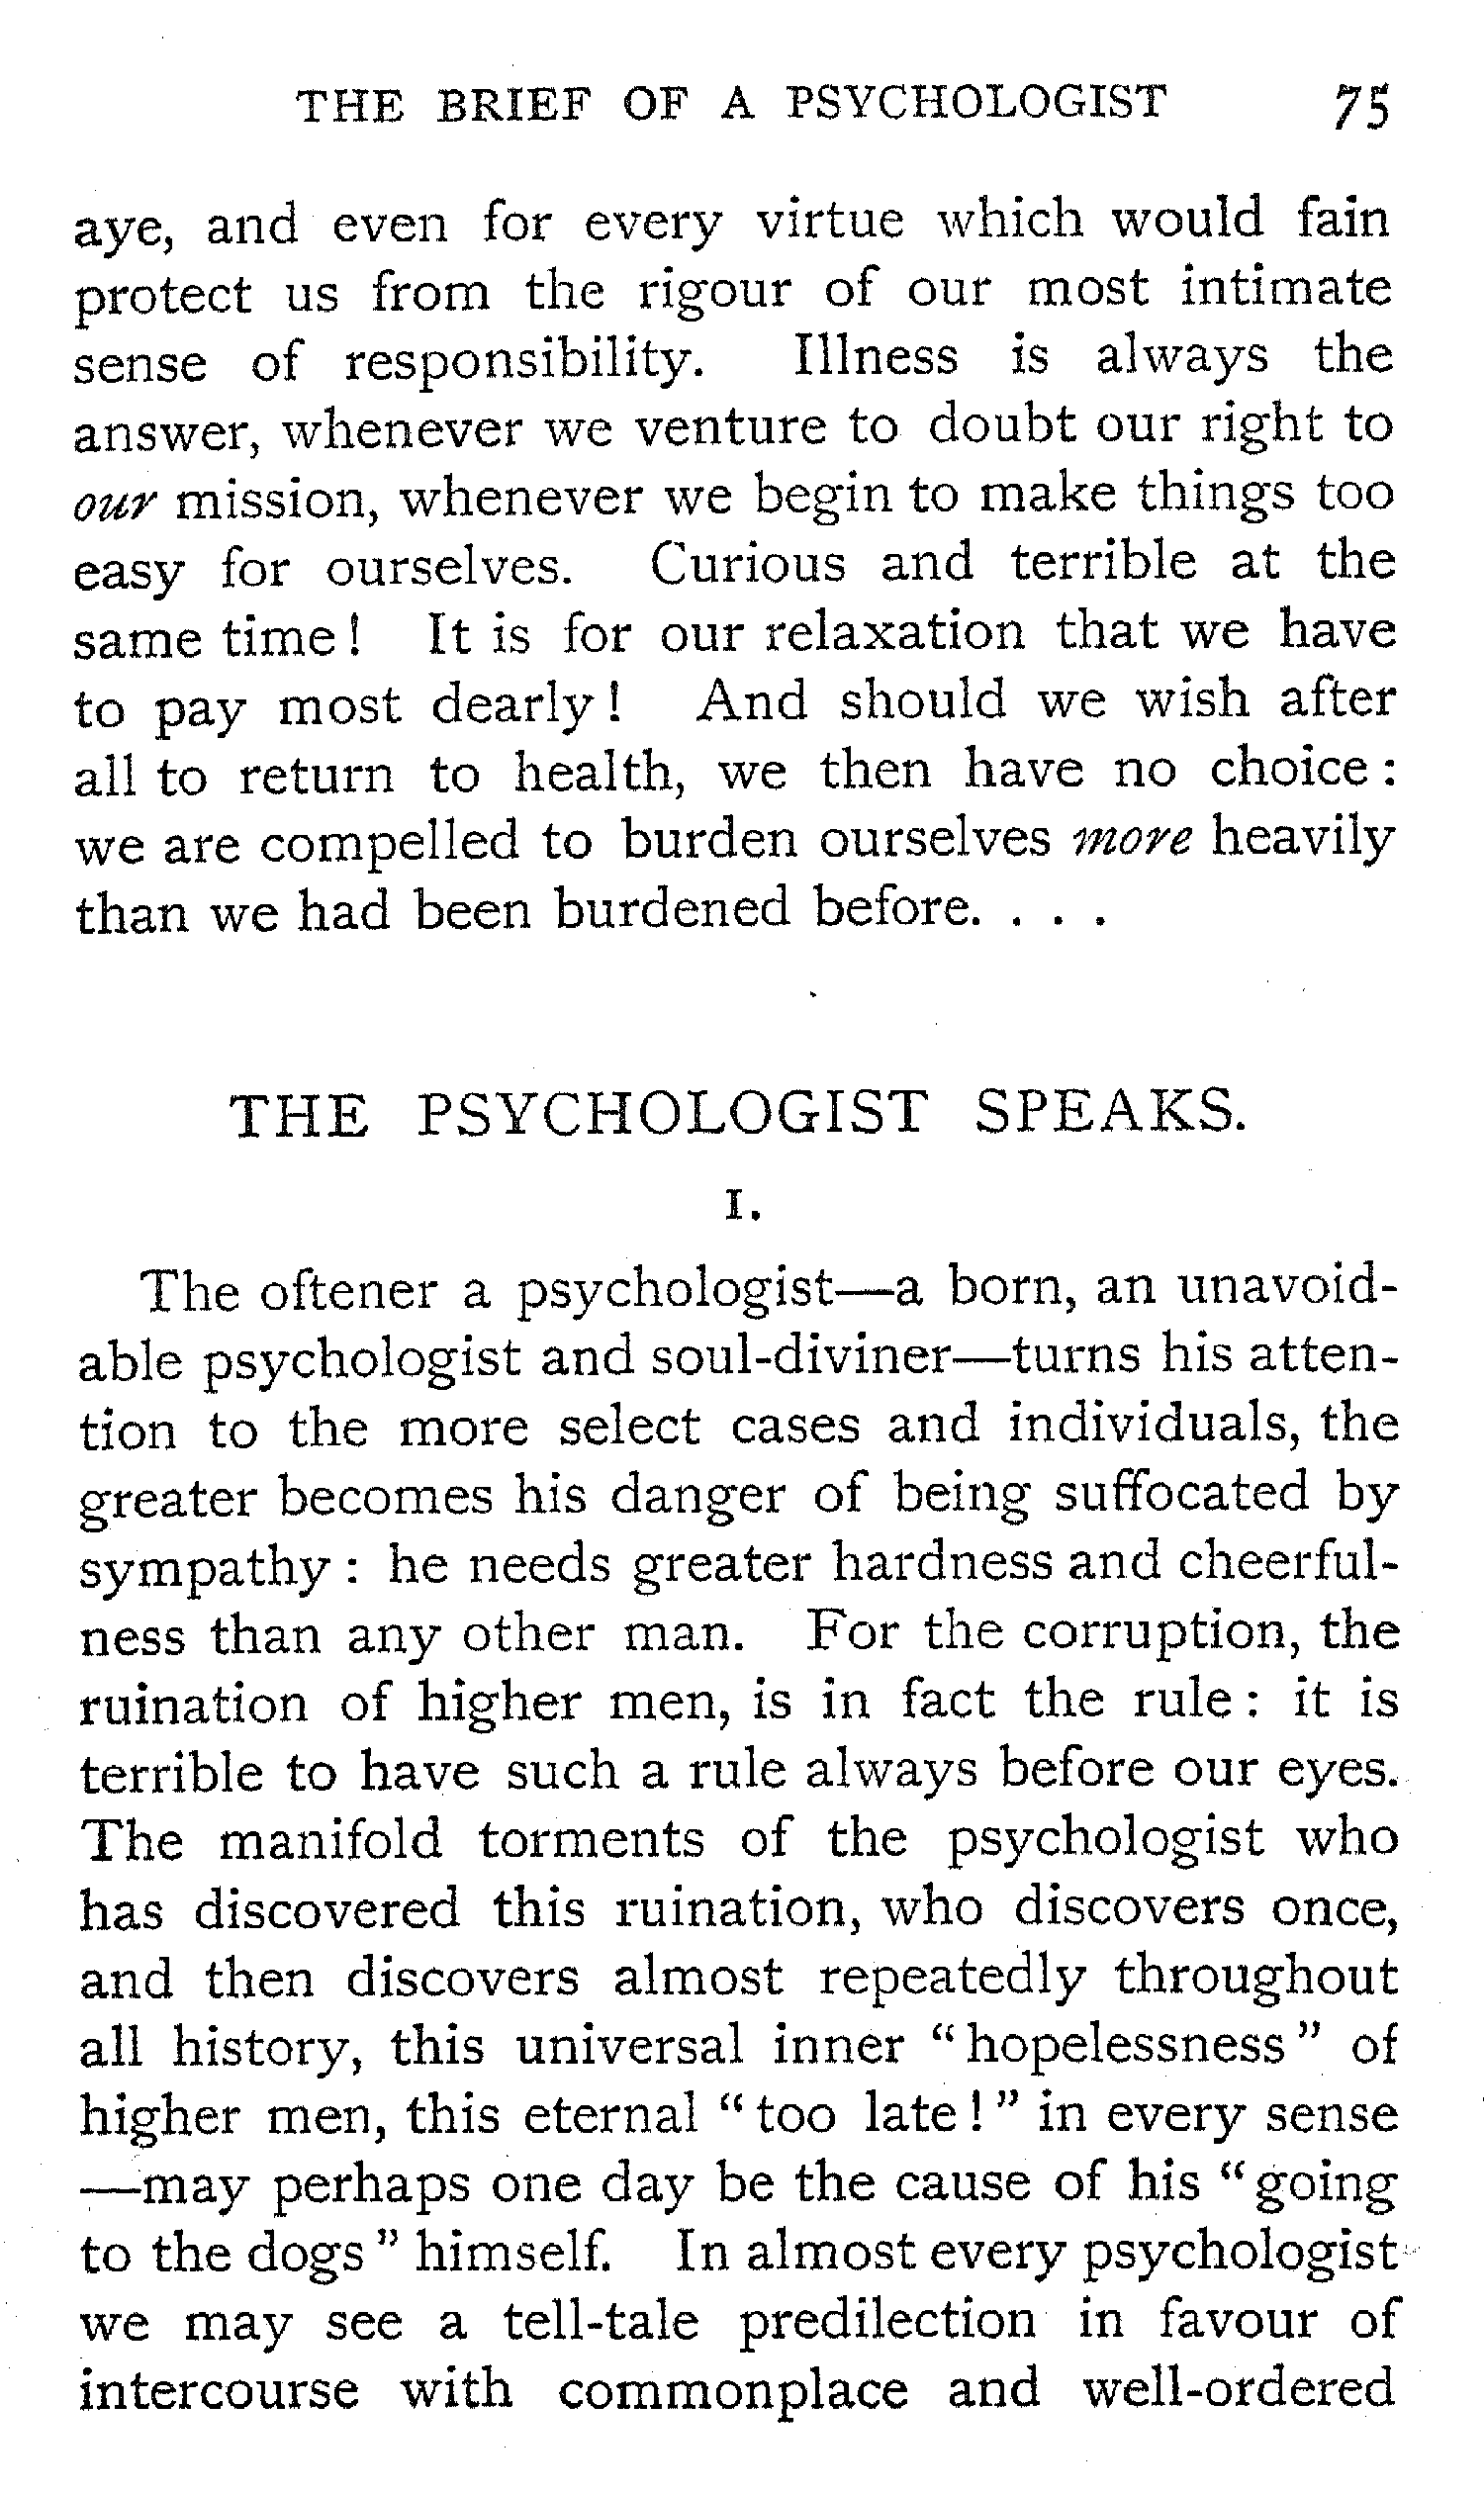 THE BRIEF OF A PSYCHOLOGIST 75
aye, and even for every virtue which would fain
protect us from the rigour of our most intimate
sense of responsibility. Illness is always the
answer, whenever we venture to doubt our right to
our mission, whenever we begin to make things too
easy for ourselves. Curious and terrible at the
same time! It is for our relaxation that we have
to pay most dearly! And should we wish after
all to return to health, we then have no choice:
we are compelled to burden ourselves more heavily
than we had been burdened before. . . .
THE PSYCHOLOGIST SPEAKS.
1.
The oftener a psychologist—a born, an unavoid-
able psychologist and soul-diviner—turns his atten-
tion to the more select cases and individuals, the
greater becomes his danger of being suffocated by
sympathy: he needs greater hardness and cheerful-
ness than any other man. For the corruption, the
ruination of higher men, is in fact the rule: it is
terrible to have such a rule always before our eyes.
The manifold torments of the psychologist who
has discovered this ruination, who discovers once,
and then discovers almost repeatedly throughout
all history, this universal inner "hopelessness" of
higher men, this eternal "too late!" in every sense
—may perhaps one day be the cause of his "going
to the dogs" himself. In almost every psychologist
we may see a tell-tale predilection in favour of
intercourse with commonplace and well-ordered